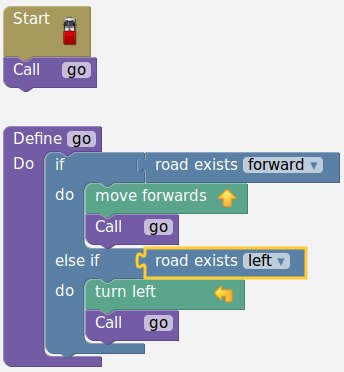 Start
Call go
Define go
Do if road exists forward
do move forwards
Call go
else if road exists left
do turn left
Call go